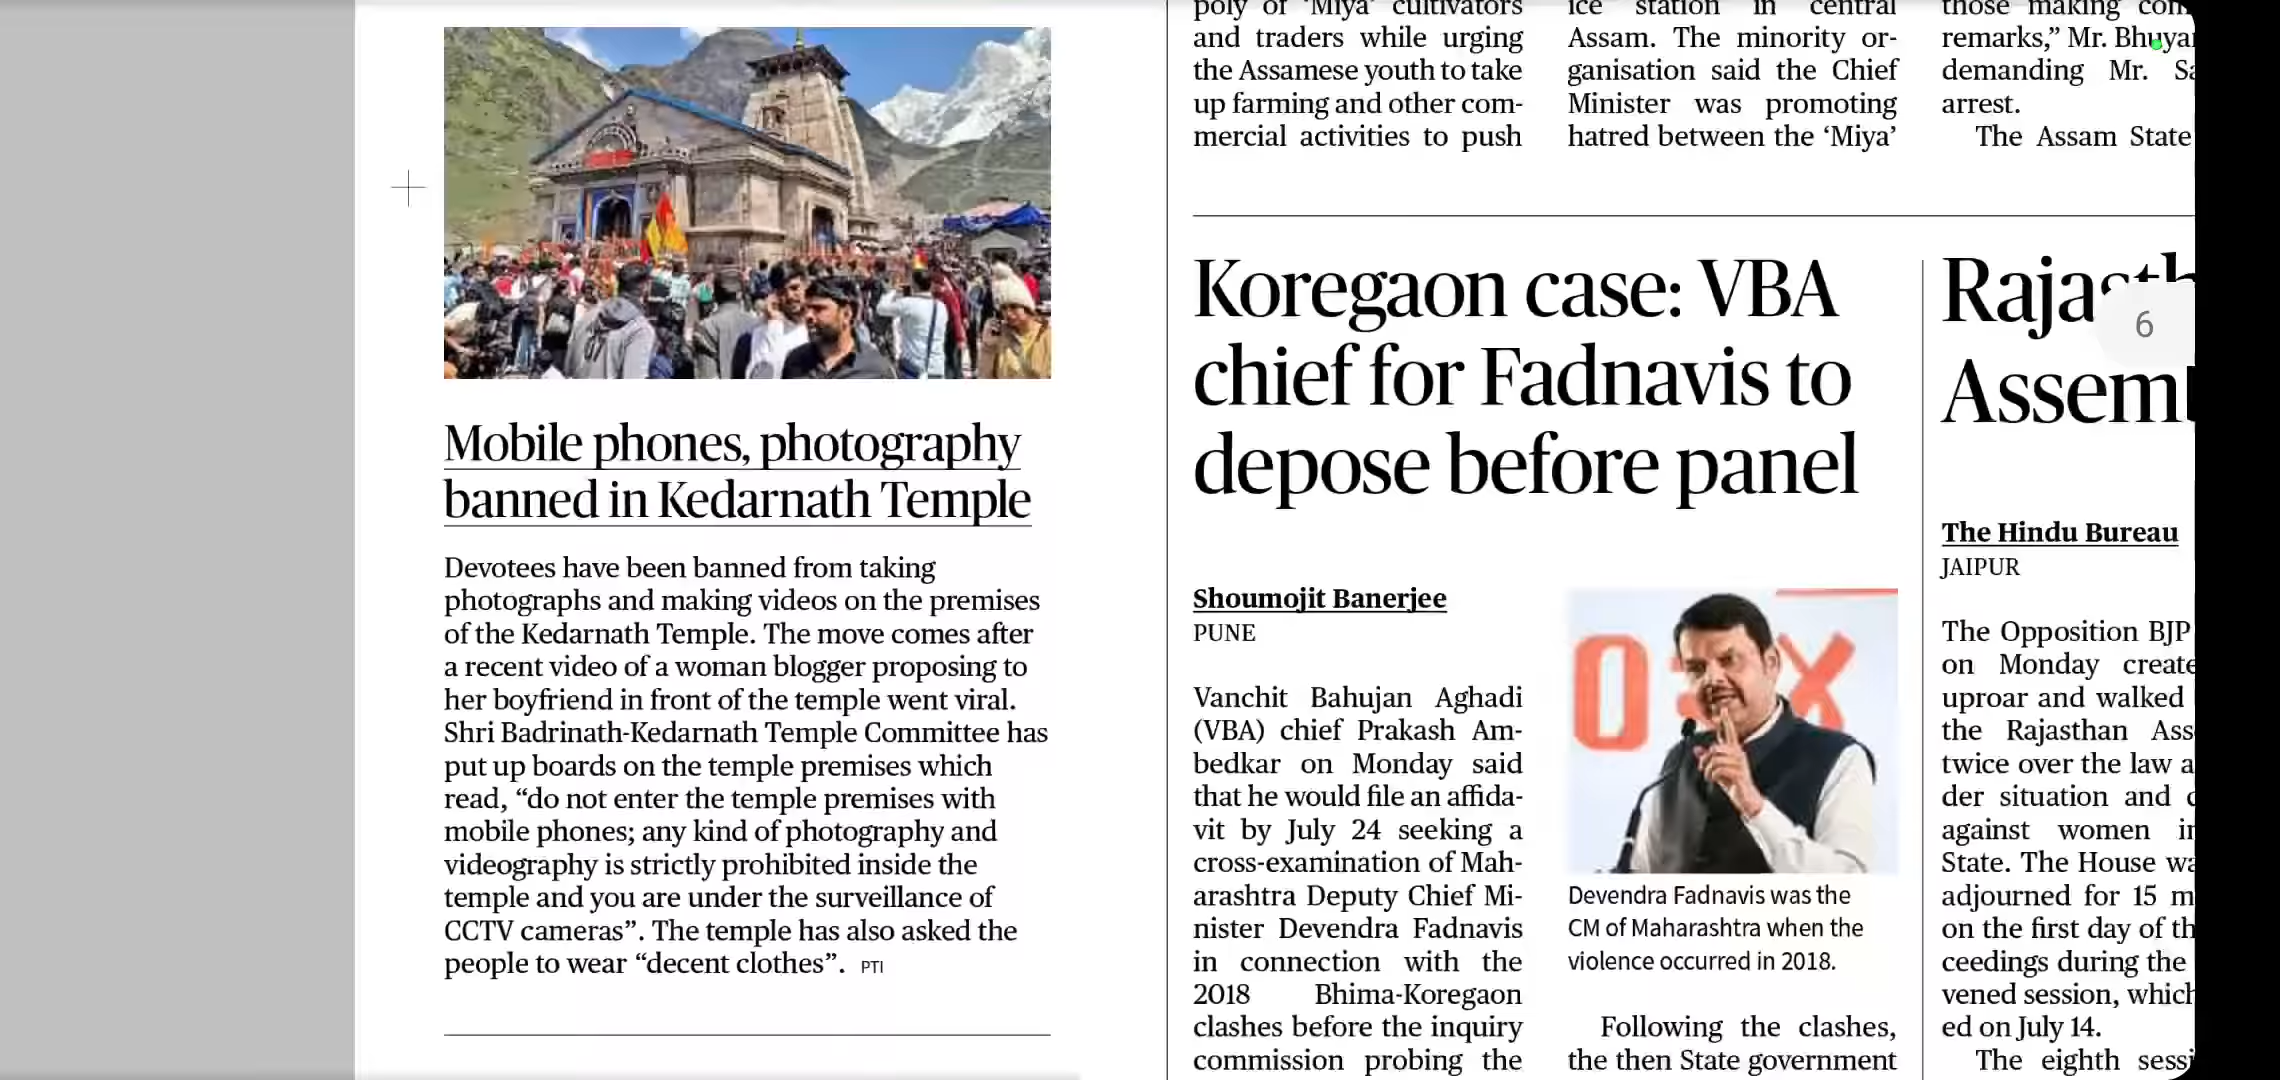 Mobile phones, photography
banned in Kedarnath Temple
Devotees have been banned from taking
photographs and making videos on the premises
of the Kedarnath Temple. The move comes after
a recent video of a woman blogger proposing to
her boyfriend in front of the temple went viral.
Shri Badrinath-Kedarnath Temple Committee has
put up boards on the temple premises which
read, “do not enter the temple premises with
mobile phones; any kind of photography and
videography is strictly prohibited inside the
temple and you are under the surveillance of
CCTV cameras”. The temple has also asked the
people to wear “decent clothes”. PTI
poly of ‘Miya’ cultivators
and traders while urging
the Assamese youth to take
up farming and other com-
mercial activities to push
ice station in central
Assam. The minority or-
ganisation said the Chief
Minister was promoting
hatred between the ‘Miya’
those making
remarks,” Mr.
demanding Mr.
arrest.
The Assam State
Koregaon case: VBA
chief for Fadnavis to
depose before panel
Shoumojit Banerjee
PUNE
Vanchit Bahujan Aghadi
(VBA) chief Prakash Am-
bedkar on Monday said
that he would file an affida-
vit by July 24 seeking a
cross-examination of Mah-
arashtra Deputy Chief Mi-
nister Devendra Fadnavis
in connection with the
2018 Bhima-Koregaon
clashes before the inquiry
commission probing the
Devendra Fadnavis was the
CM of Maharashtra when the
violence occurred in 2018.
Following the clashes,
the then State government
6
The Hindu Bureau
JAIPUR
The Opposition BJP
on Monday
uproar and walked
the Rajasthan
twice over the law
der situation and
against women
State. The House
adjourned for 15
on the first day of
ceedings during the
vened session,
ed on July 14.
The eighth